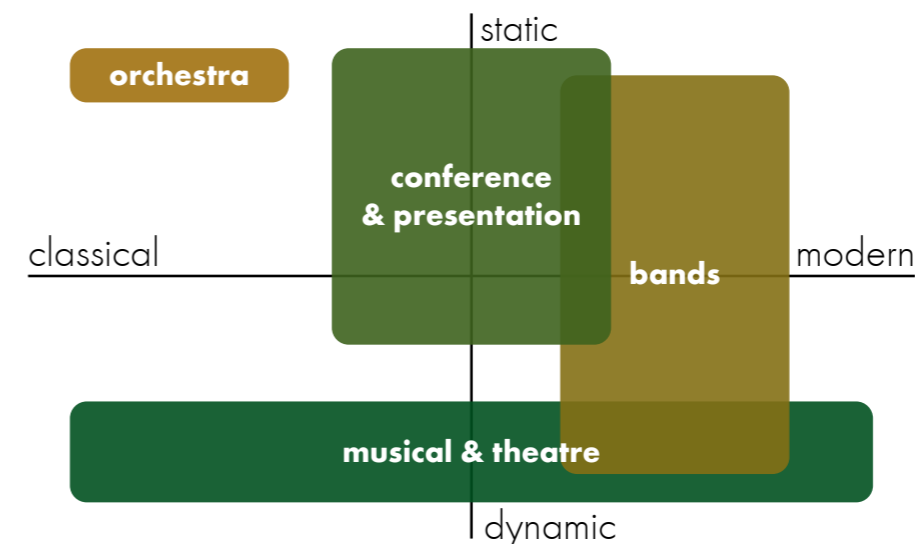 static
orchestra
conference
& presentation
classical
modern
bands
musical & theatre
dynamic